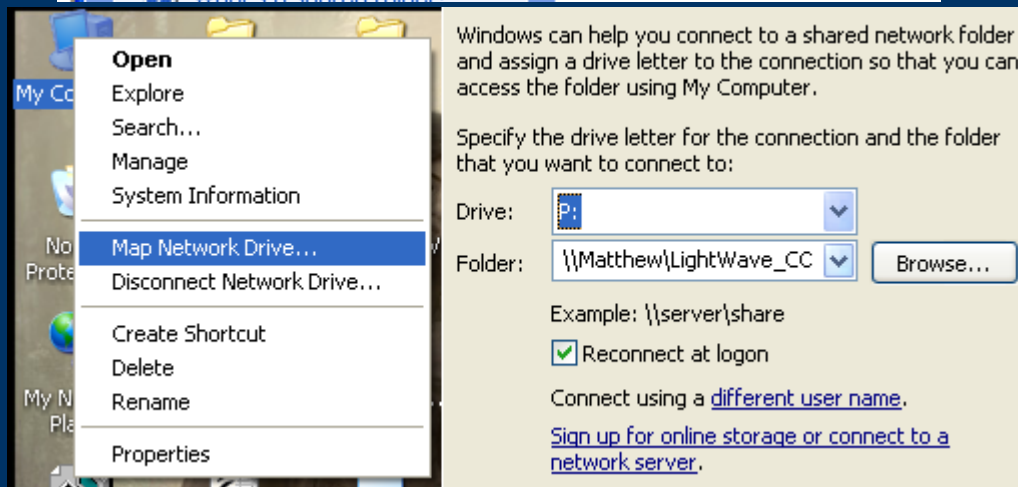 Open
Explore
Search...
Manage
System Information
Map Network Drive...
Disconnect Network Drive...
Create Shortcut
Delete
Rename
Properties
My
No
My N
Windows can help you connect to a shared network folder
and assign a drive letter to the connection so that you can
access the folder using My Computer.
Specify the drive letter for the connection and the folder
that you want to connect to:
Drive: P:
Folder: \\Matthew\LightWave_CC Browse...
Example: \\server\share
Reconnect at logon
Connect using a different user name.
Sign up for online storage or connect to a
network server.